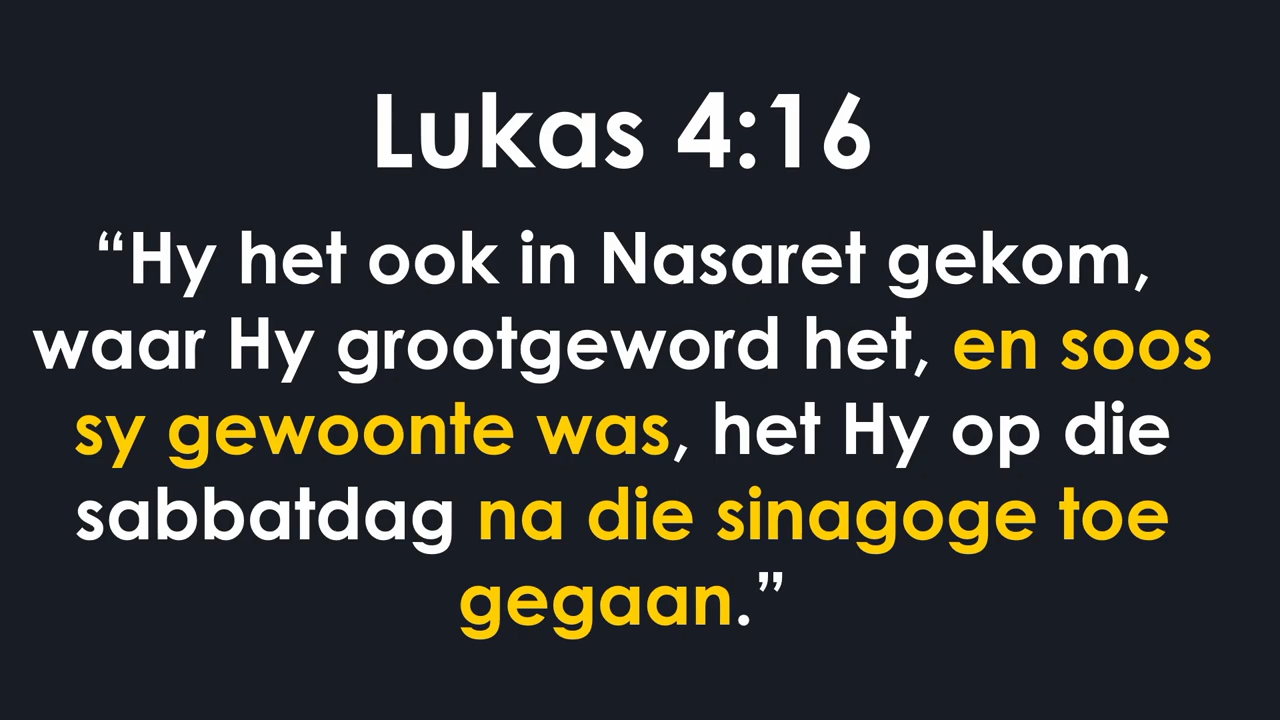 Lukas 4:16
“Hy het ook in Nasaret gekom,
waar Hy grootgeword het, en soos
sy gewoonte was, het Hy op die
sabbatdag na die sinagoge toe
gegaan.”